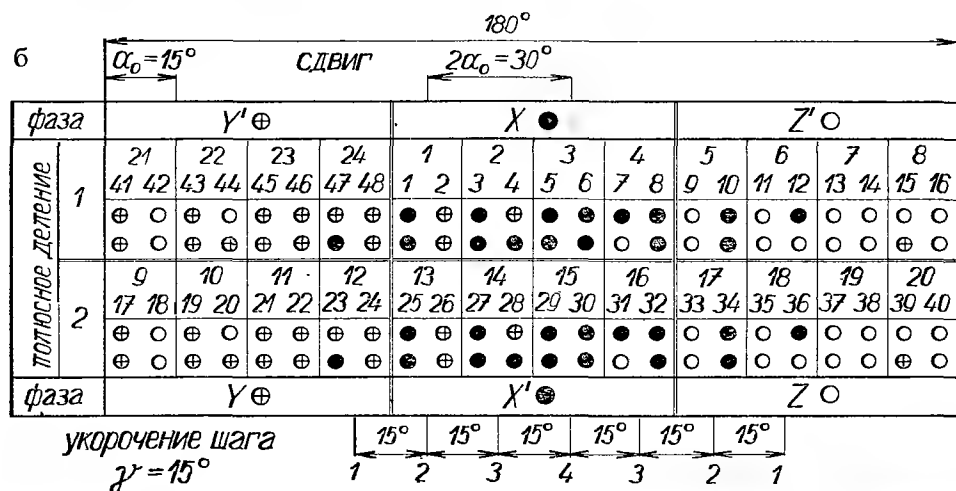 180°
б α₀=15° СДВИГ 2α₀=30°
фаза Y' ⊕ X ● Z' ○
полюсное деление
1
21 22 23 24 1 2 3 4 5 6 7 8
41 42 43 44 45 46 47 48 1 2 3 4 5 6 7 8 9 10 11 12 13 14 15 16
2
9 10 11 12 13 14 15 16 17 18 19 20
17 18 19 20 21 22 23 24 25 26 27 28 29 30 31 32 33 34 35 36 37 38 39 40
фаза Y ⊕ X' ● Z ○
укорочение шага
γ=15°
15° 15° 15° 15° 15° 15°
1 2 3 4 3 2 1